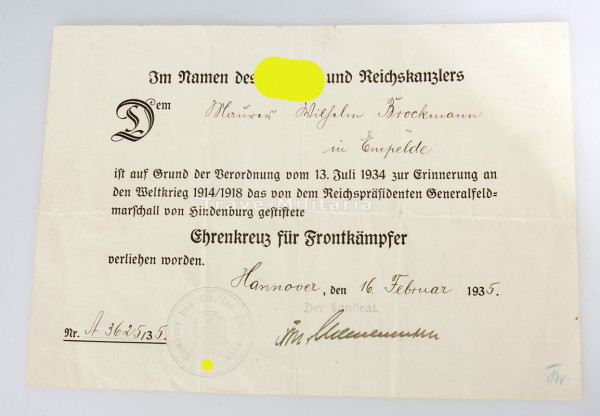 Im Namen des und Reichskanzlers
Dem Maurer Wilhelm Brockmann
in Empelde
ist auf Grund der Verordnung vom 13. Juli 1934 zur Erinnerung an
den Weltkrieg 1914/1918 das von dem Reichspräsidenten Generalfeld-
marschall von Hindenburg gestiftete
Trave-Militaria
Ehrenkreuz für Frontkämpfer
verliehen worden.
Hannover, den 16 Februar 1935.
Der Landrat
Nr. A 3625/35.